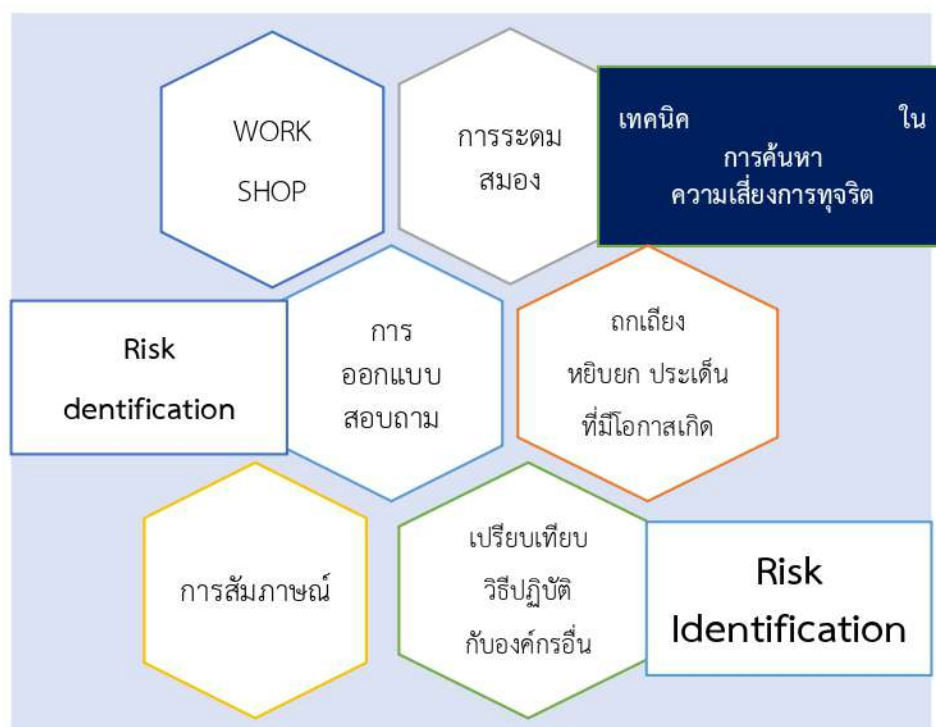 WORK
SHOP
การระดม
สมอง
เทคนิค ใน
การค้นหา
ความเสี่ยงการทุจริต
Risk
dentification
การ
ออกแบบ
สอบถาม
ถกเถียง
หยิบยก ประเด็น
ที่มีโอกาสเกิด
การสัมภาษณ์
เปรียบเทียบ
วิธีปฏิบัติ
กับองค์กรอื่น
Risk
Identification